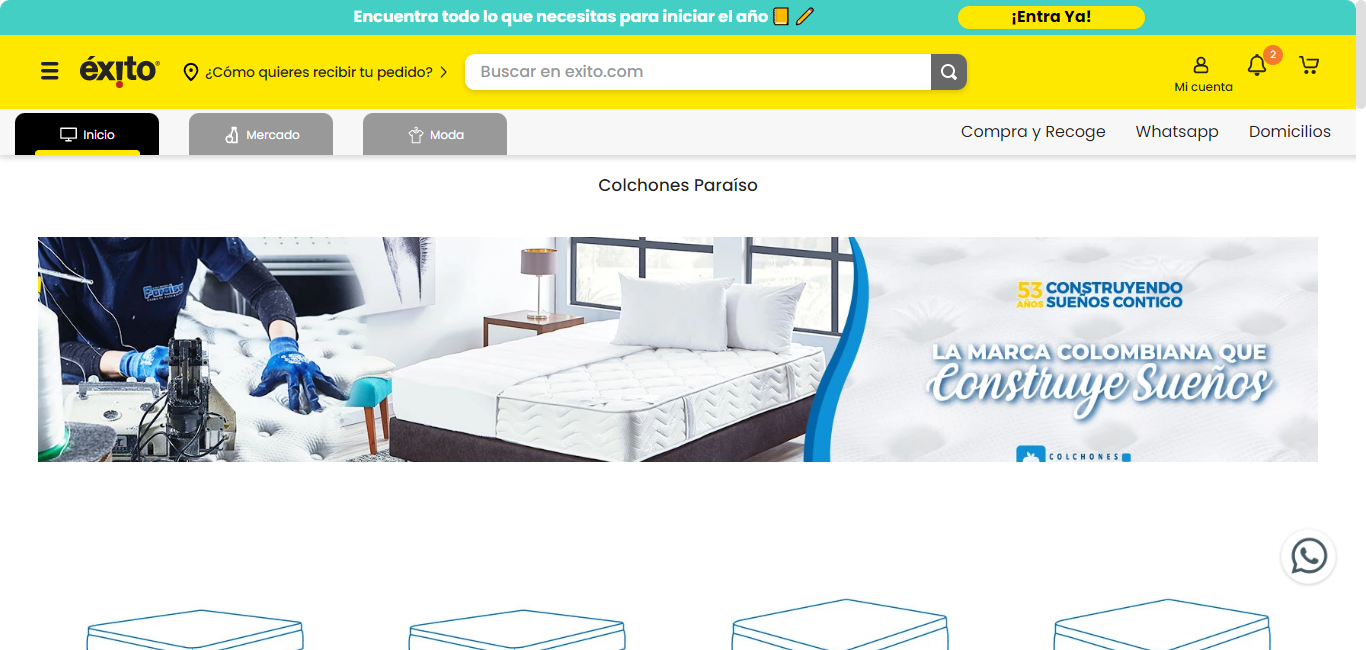 Encuentra todo lo que necesitas para iniciar el año
¡Entra Ya!
éxito
¿Cómo quieres recibir tu pedido?
Buscar en exito.com
Mi cuenta
2
Inicio
Mercado
Moda
Compra y Recoge
Whatsapp
Domicilios
Colchones Paraíso
Paraíso
53 AÑOS CONSTRUYENDO
SUEÑOS CONTIGO
LA MARCA COLOMBIANA QUE
Construye Sueños
COLCHONES